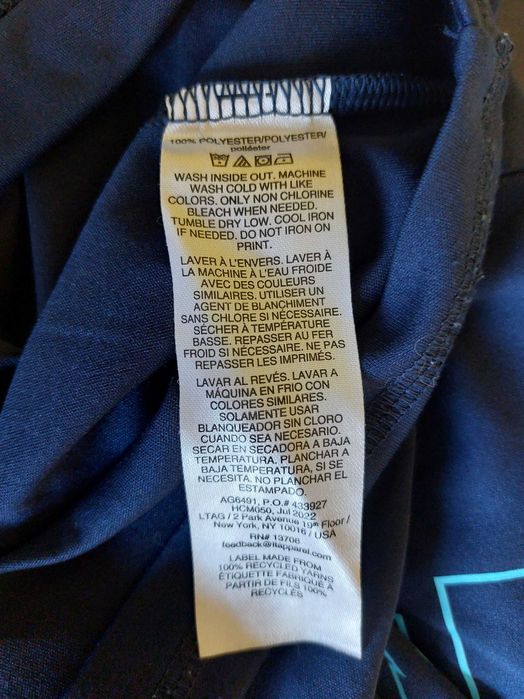 100% POLYESTER/POLYESTER/
poliéster
WASH INSIDE OUT. MACHINE
WASH COLD WITH LIKE
COLORS. ONLY NON CHLORINE
BLEACH WHEN NEEDED.
TUMBLE DRY LOW. COOL IRON
IF NEEDED. DO NOT IRON ON
PRINT.
LAVER À L'ENVERS. LAVER À
LA MACHINE À L'EAU FROIDE
AVEC DES COULEURS
SIMILAIRES. UTILISER UN
AGENT DE BLANCHIMENT
SANS CHLORE SI NÉCESSAIRE.
SÉCHER À TEMPÉRATURE
BASSE. REPASSER AU FER
FROID SI NÉCESSAIRE. NE PAS
REPASSER LES IMPRIMÉS.
LAVAR AL REVÉS. LAVAR A
MÁQUINA EN FRIO CON
COLORES SIMILARES.
SOLAMENTE USAR
BLANQUEADOR SIN CLORO
CUANDO SEA NECESARIO.
SECAR EN SECADORA A BAJA
TEMPERATURA. PLANCHAR A
BAJA TEMPERATURA, SI SE
NECESITA. NO PLANCHAR EL
ESTAMPADO.
AG6491, P.O.# 433927
HCM050, Jul 2022
LTAG / 2 Park Avenue 19th Floor /
New York, NY 10016 / USA
RN# 13706
feedback@ltapparel.com
LABEL MADE FROM
100% RECYCLED YARNS
ÉTIQUETTE FABRIQUÉ À
PARTIR DE FILS 100%
RECYCLÉS